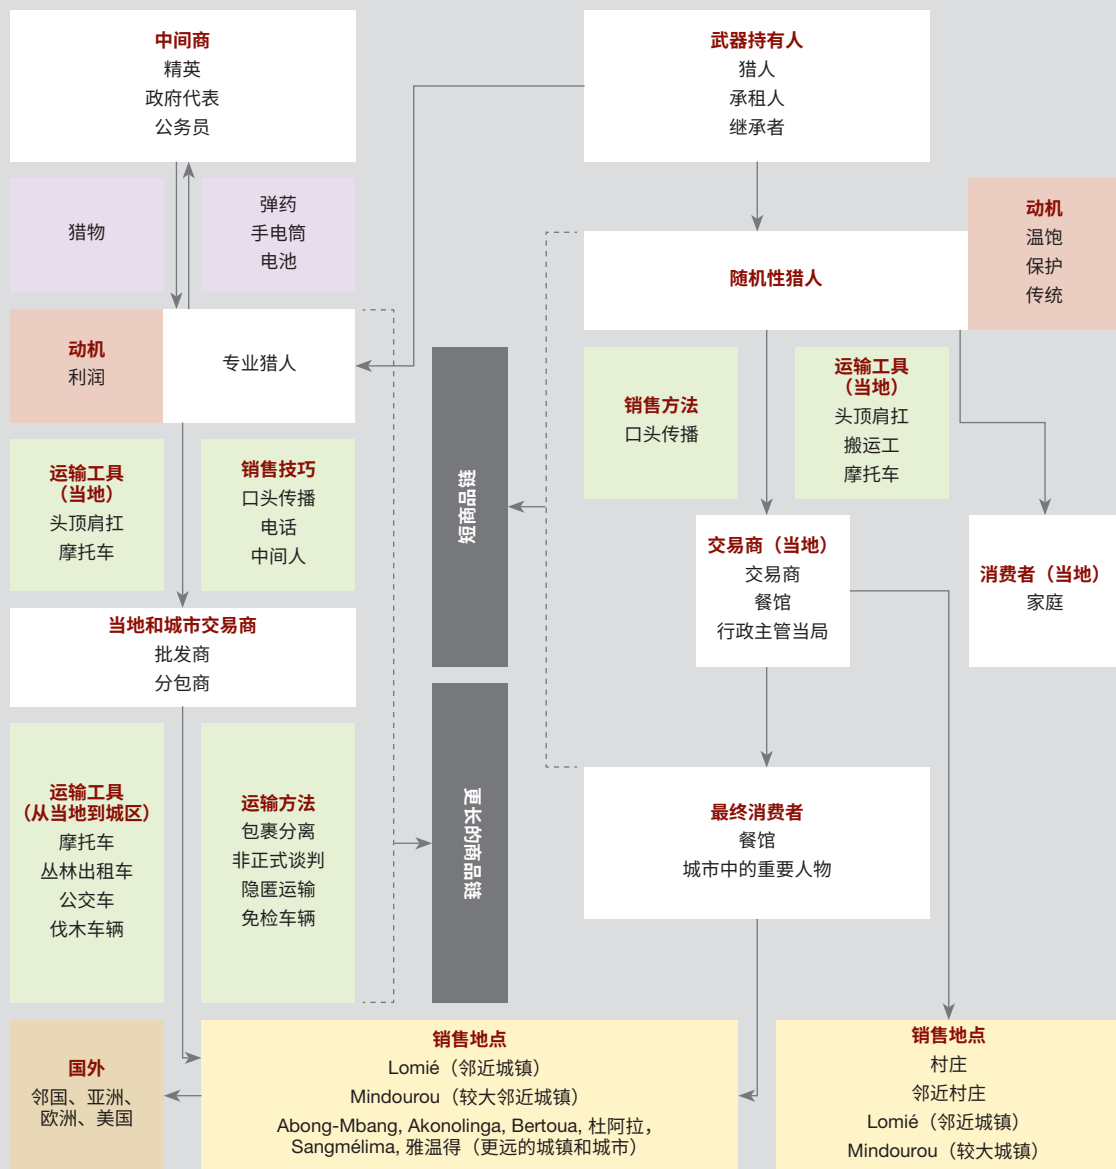 中间商
精英
政府代表
公务员
武器持有人
猎人
承租人
继承者
猎物
弹药
手电筒
电池
动机
温饱
保护
传统
随机性猎人
动机
利润
专业猎人
销售方法
口头传播
运输工具
（当地）
头顶肩扛
搬运工
摩托车
运输工具
（当地）
头顶肩扛
摩托车
销售技巧
口头传播
电话
中间人
短商品链
交易商（当地）
交易商
餐馆
行政主管当局
消费者（当地）
家庭
当地和城市交易商
批发商
分包商
更长的商品链
运输工具
（从当地到城区）
摩托车
丛林出租车
公交车
伐木车辆
运输方法
包裹分离
非正式谈判
隐匿运输
免检车辆
最终消费者
餐馆
城市中的重要人物
国外
邻国、亚洲、
欧洲、美国
销售地点
Lomié（邻近城镇）
Mindourou（较大邻近城镇）
Abong-Mbang, Akonolinga, Bertoua, 杜阿拉，
Sangmélima, 雅温得（更远的城镇和城市）
销售地点
村庄
邻近村庄
Lomié（邻近城镇）
Mindourou（较大城镇）